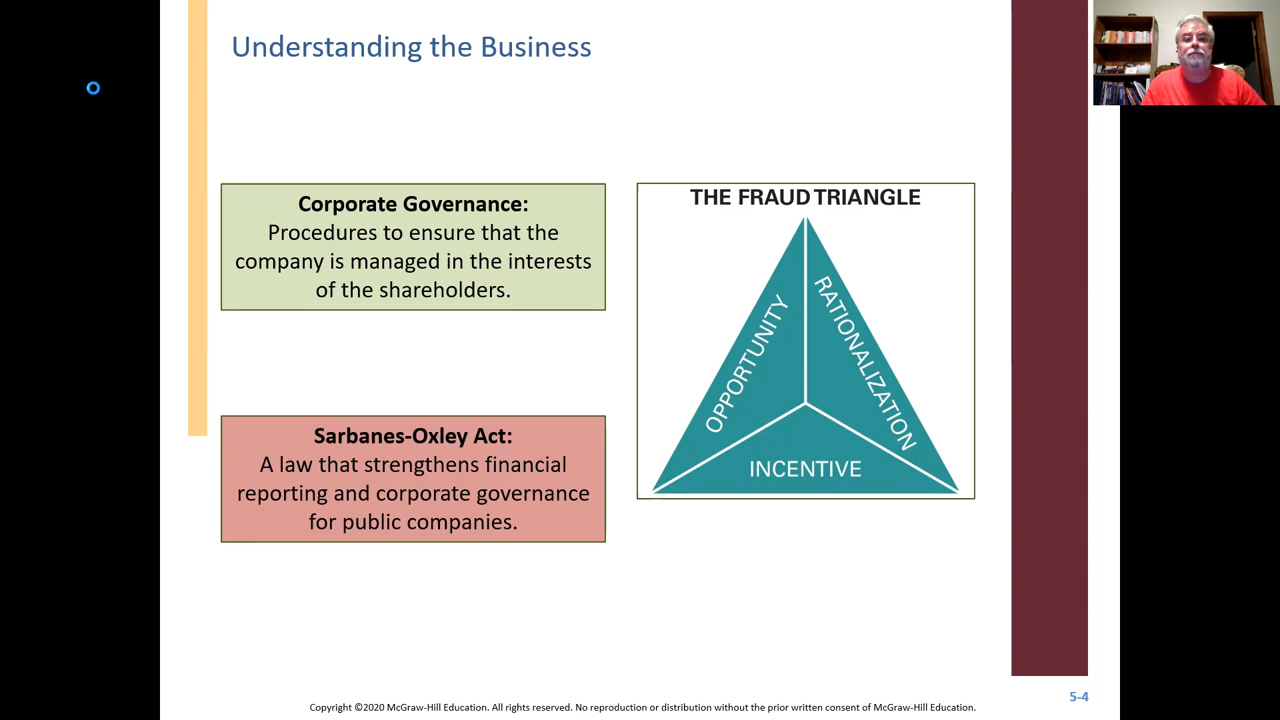 Understanding the Business
Corporate Governance:
Procedures to ensure that the
company is managed in the interests
of the shareholders.
Sarbanes-Oxley Act:
A law that strengthens financial
reporting and corporate governance
for public companies.
THE FRAUD TRIANGLE
OPPORTUNITY
RATIONALIZATION
INCENTIVE
5-4
Copyright ©2020 McGraw-Hill Education. All rights reserved. No reproduction or distribution without the prior written consent of McGraw-Hill Education.